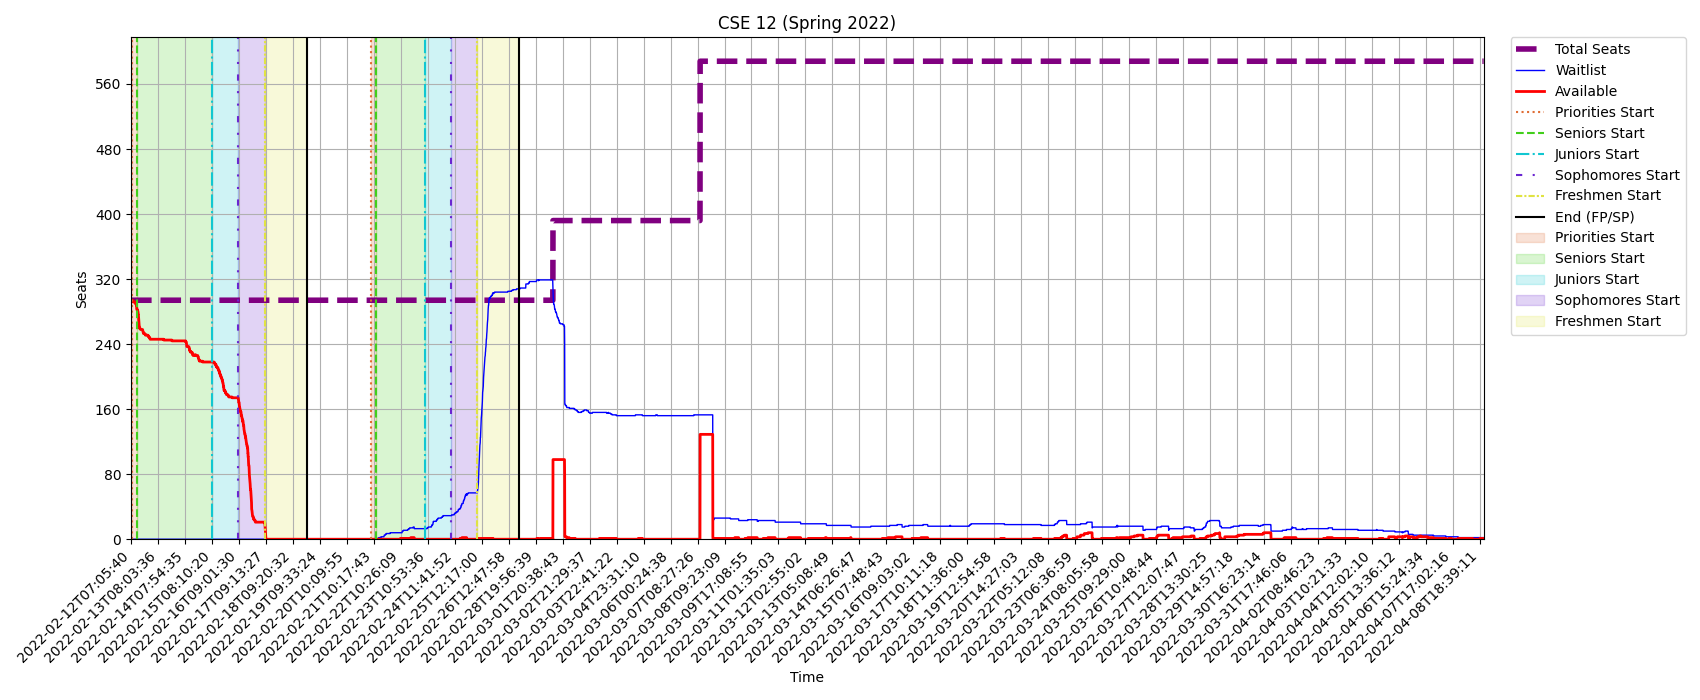 CSE 12 (Spring 2022)
Seats
560
480
400
320
240
160
80
0
2022-02-12T07:05:40
2022-02-13T08:03:36
2022-02-14T07:54:35
2022-02-15T08:10:20
2022-02-16T09:01:30
2022-02-17T09:13:27
2022-02-18T09:20:32
2022-02-19T09:33:24
2022-02-20T10:09:55
2022-02-21T10:17:43
2022-02-22T10:26:09
2022-02-23T10:53:36
2022-02-24T11:41:52
2022-02-25T12:17:00
2022-02-26T12:47:58
2022-02-28T19:56:39
2022-03-01T20:38:43
2022-03-02T21:29:37
2022-03-03T22:41:22
2022-03-04T23:31:10
2022-03-06T00:24:38
2022-03-07T08:27:26
2022-03-08T23:23:09
2022-03-09T17:08:55
2022-03-11T01:35:03
2022-03-12T02:55:02
2022-03-13T05:08:49
2022-03-14T06:26:47
2022-03-15T07:48:43
2022-03-16T09:03:02
2022-03-17T10:11:18
2022-03-18T11:36:00
2022-03-19T12:54:58
2022-03-20T14:27:03
2022-03-22T05:12:08
2022-03-23T06:36:59
2022-03-24T08:05:58
2022-03-25T09:29:00
2022-03-26T10:48:44
2022-03-27T12:07:47
2022-03-28T13:30:25
2022-03-29T14:57:18
2022-03-30T16:23:14
2022-03-31T17:46:06
2022-04-02T08:46:23
2022-04-03T10:21:33
2022-04-04T12:02:10
2022-04-05T13:36:12
2022-04-06T15:24:34
2022-04-07T17:02:16
2022-04-08T18:39:11
Time
Total Seats
Waitlist
Available
Priorities Start
Seniors Start
Juniors Start
Sophomores Start
Freshmen Start
End (FP/SP)
Priorities Start
Seniors Start
Juniors Start
Sophomores Start
Freshmen Start